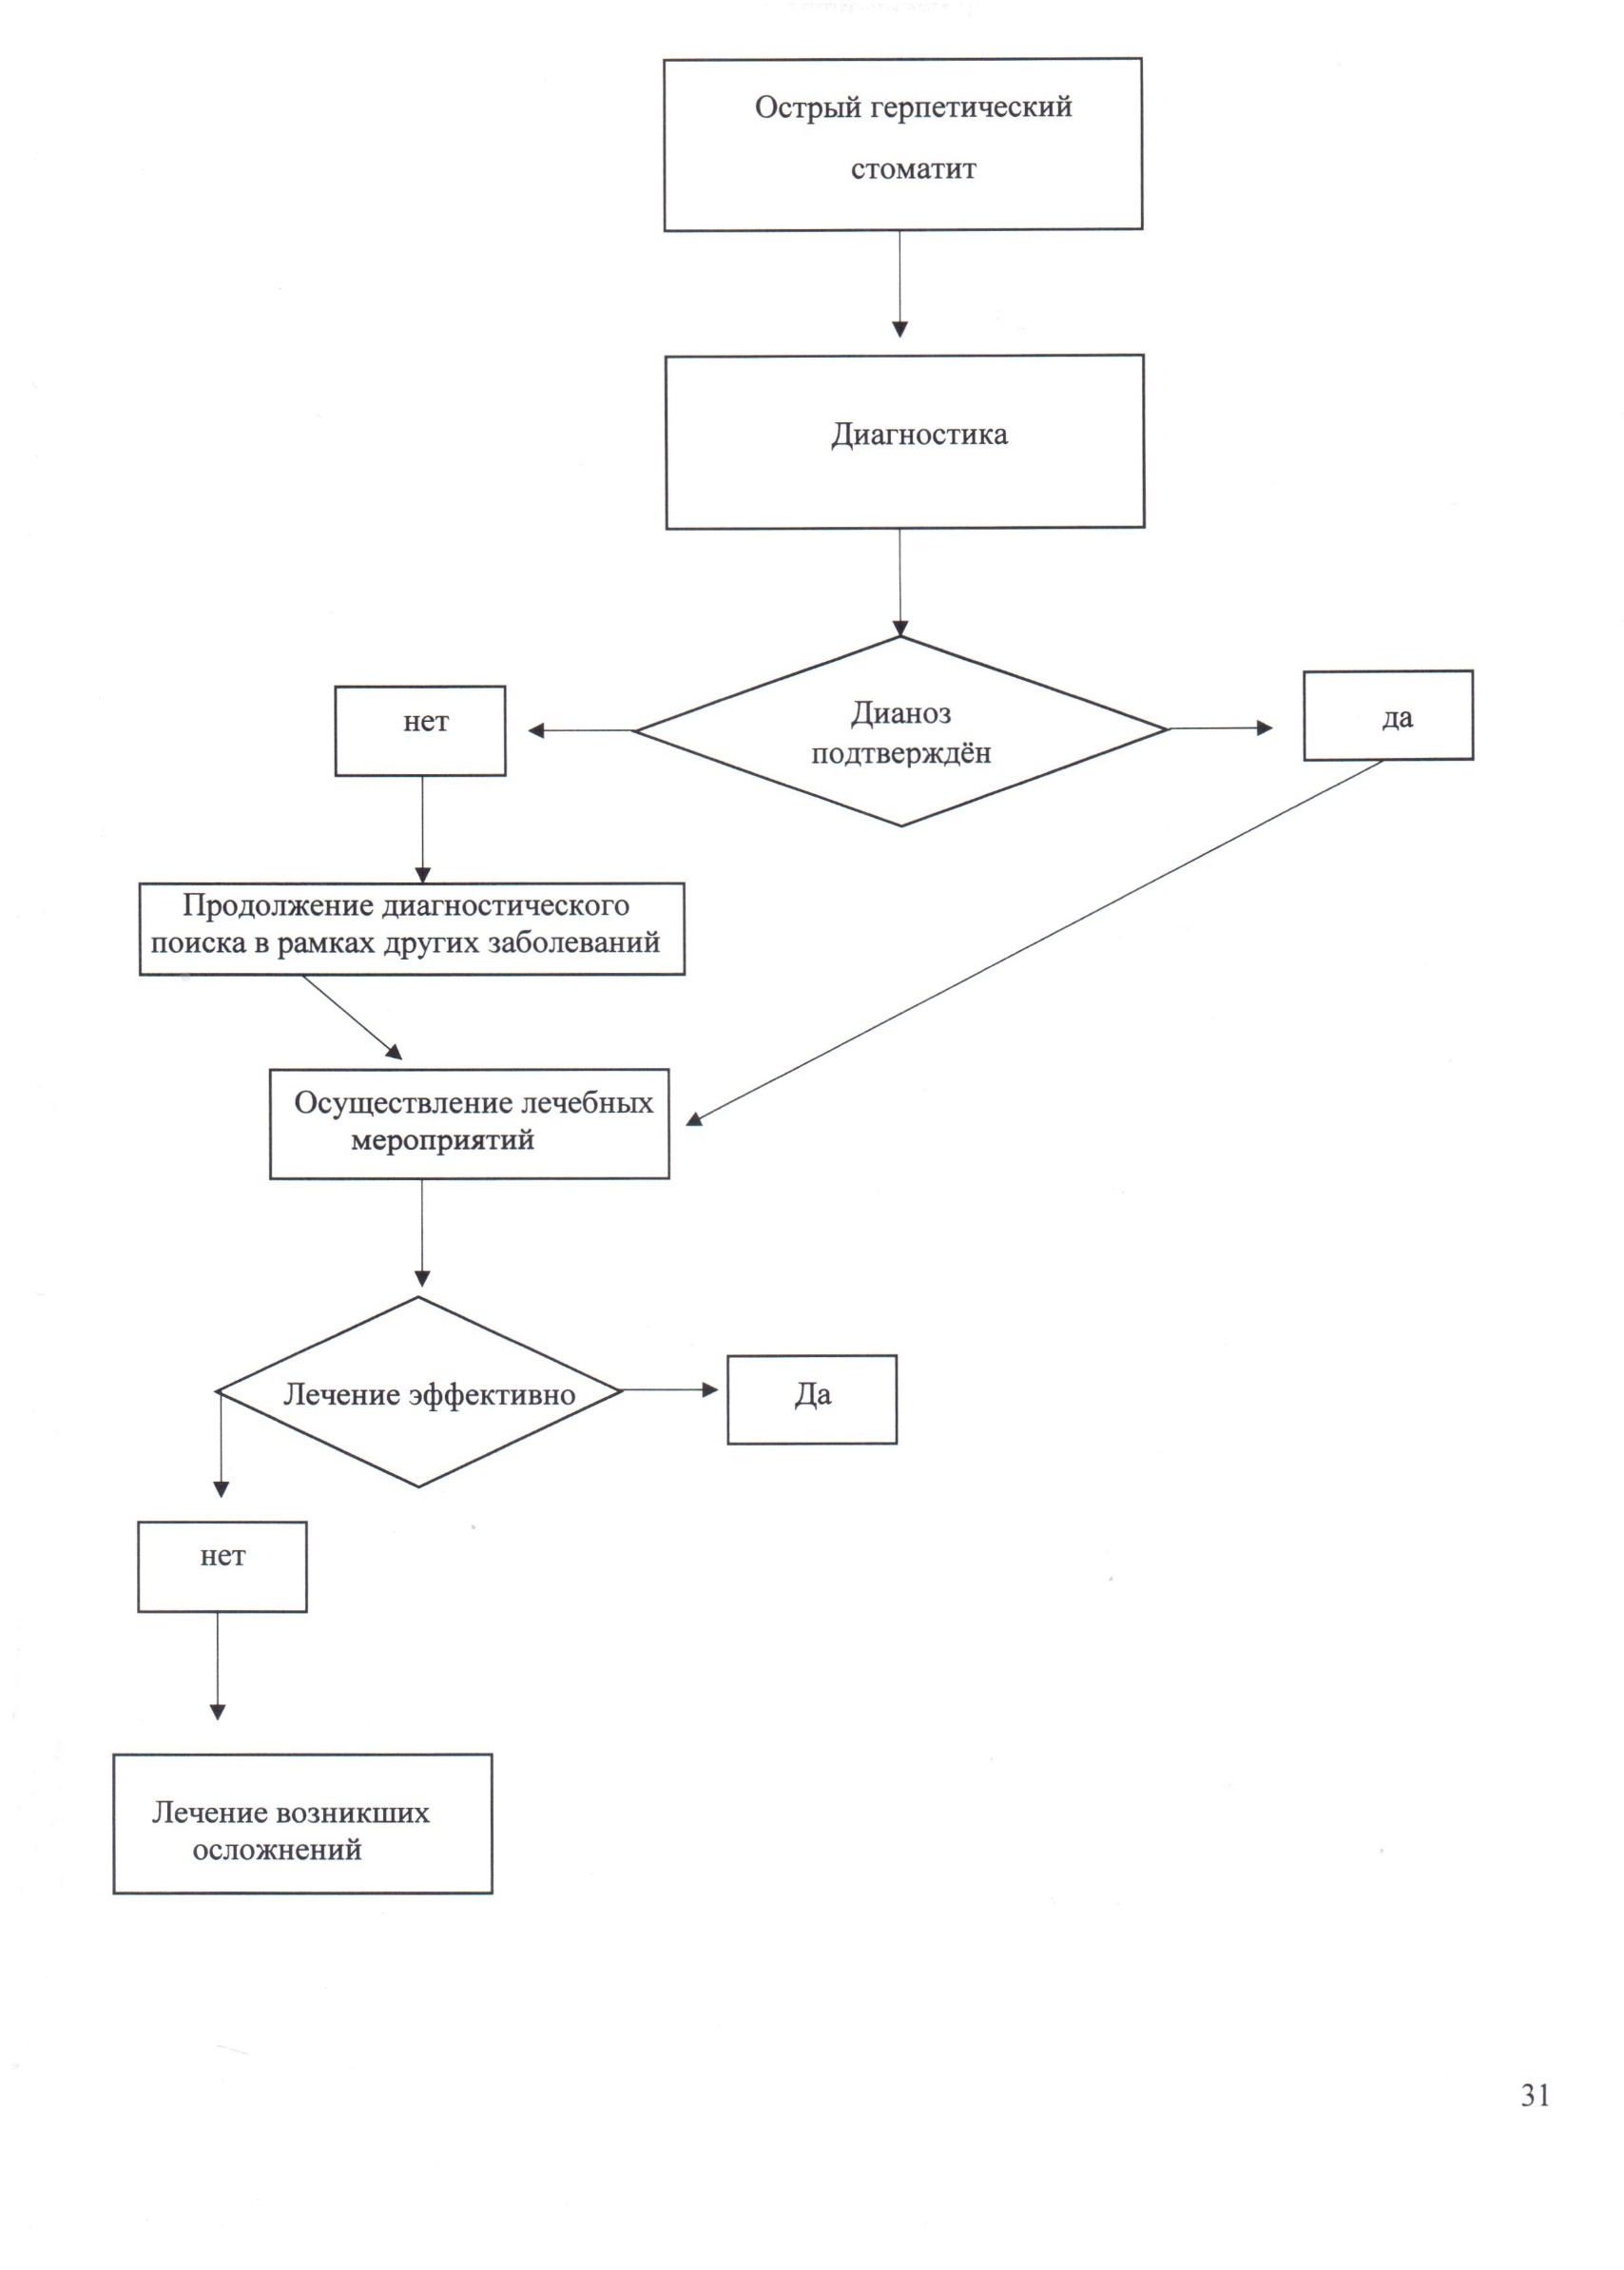 Острый герпетический
стоматит
Диагностика
нет
Дианоз
подтверждён
да
Продолжение диагностического
поиска в рамках других заболеваний
Осуществление лечебных
мероприятий
Лечение эффективно
Да
нет
Лечение возникших
осложнений
31